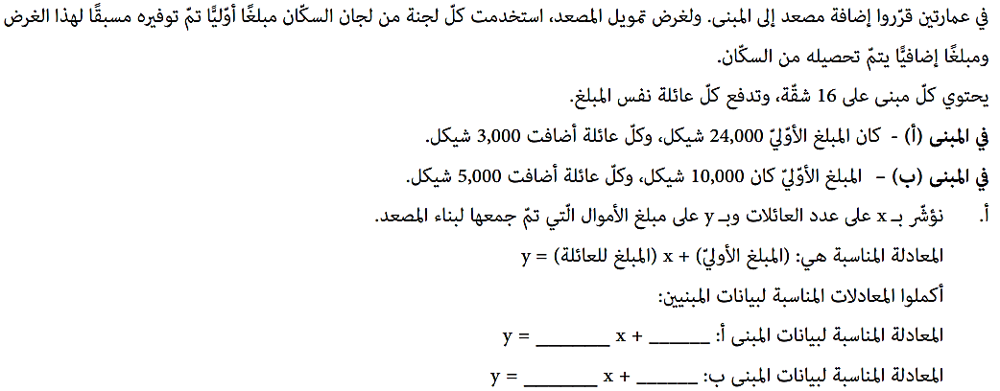 في عمارتين قرّروا إضافة مصعد إلى المبنى. ولغرض تمويل المصعد، استخدمت كلّ لجنة من لجان السكّان مبلغًا أوّليًّا تمّ توفيره مسبقًا لهذا الغرض
ومبلغًا إضافيًّا يتمّ تحصيله من السكّان.
يحتوي كلّ مبنى على 16 شقّة، وتدفع كلّ عائلة نفس المبلغ.
في المبنى (أ) - كان المبلغ الأوّليّ 24,000 شيكل، وكلّ عائلة أضافت 3,000 شيكل.
في المبنى (ب) – المبلغ الأوّليّ كان 10,000 شيكل، وكلّ عائلة أضافت 5,000 شيكل.
أ. نؤشّر بـ x على عدد العائلات وبـ y على مبلغ الأموال الّتي تمّ جمعها لبناء المصعد.
المعادلة المناسبة هي: y = (المبلغ للعائلة) x + (المبلغ الأوليّ)
أكملوا المعادلات المناسبة لبيانات المبنيين:
المعادلة المناسبة لبيانات المبنى أ: y = ________ x + ______
المعادلة المناسبة لبيانات المبنى ب: y = ________ x + ______